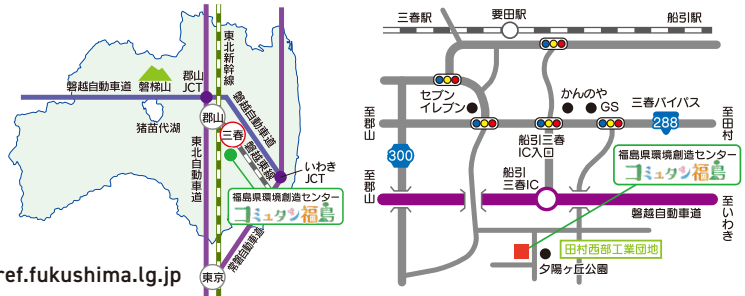 東北新幹線
磐梯山
郡山
JCT
磐越自動車道
猪苗代湖
郡山
三春
磐越自動車道
磐越東線
東北自動車道
いわき
JCT
福島県環境創造センター
コミュタン福島
常磐自動車道
東京
ref.fukushima.lg.jp
三春駅
要田駅
船引駅
セブン
イレブン
かんのや
GS
三春バイパス
288
至郡山
至田村
船引三春
IC入口
300
福島県環境創造センター
コミュタン福島
至郡山
船引
三春IC
磐越自動車道
至いわき
田村西部工業団地
夕陽ヶ丘公園